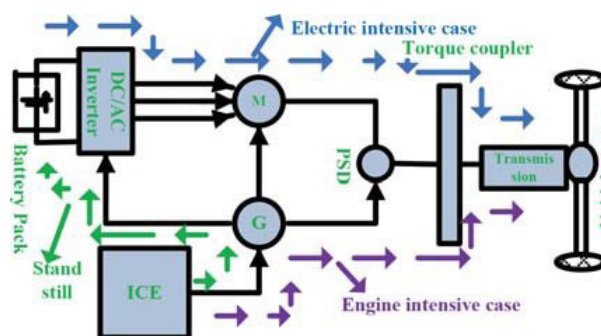 Electric intensive case
Torque coupler
DC/AC
Inverter
M
Battery Pack
PSD
Transmis
sion
G
Stand
still
ICE
Engine intensive case